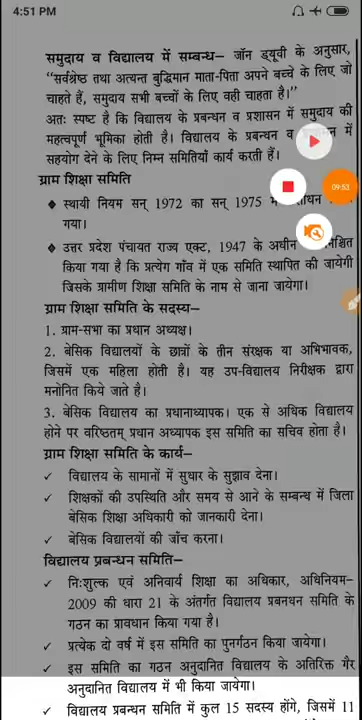 4:51 PM
समुदाय व विद्यालय में सम्बन्ध– जॉन ड्यूवी के अनुसार,
"सर्वश्रेष्ठ तथा अत्यन्त बुद्धिमान माता-पिता अपने बच्चे के लिए जो
चाहते हैं, समुदाय सभी बच्चों के लिए वही चाहता है।"
अतः स्पष्ट है कि विद्यालय के प्रबन्धन व प्रशासन में समुदाय की
महत्वपूर्ण भूमिका होती है। विद्यालय के प्रबन्धन व में
सहयोग देने के लिए निम्न समितियाँ कार्य करती हैं।
ग्राम शिक्षा समिति
❖ स्थायी नियम सन् 1972 का सन् 1975
09:53
गया।
❖ उत्तर प्रदेश पंचायत राज्य एक्ट, 1947 के अधीन
किया गया है कि प्रत्येग गाँव में एक समिति स्थापित की जायेगी
जिसके ग्रामीण शिक्षा समिति के नाम से जाना जायेगा।
ग्राम शिक्षा समिति के सदस्य–
1. ग्राम-सभा का प्रधान अध्यक्ष।
2. बेसिक विद्यालयों के छात्रों के तीन संरक्षक या अभिभावक,
जिसमें एक महिला होती है। यह उप-विद्यालय निरीक्षक द्वारा
मनोनित किये जाते है।
3. बेसिक विद्यालय का प्रधानाध्यापक। एक से अधिक विद्यालय
होने पर वरिष्ठतम् प्रधान अध्यापक इस समिति का सचिव होता है।
ग्राम शिक्षा समिति के कार्य–
✓ विद्यालय के सामानों में सुधार के सुझाव देना।
✓ शिक्षकों की उपस्थिति और समय से आने के सम्बन्ध में जिला
बेसिक शिक्षा अधिकारी को जानकारी देना।
✓ बेसिक विद्यालयों की जाँच करना।
विद्यालय प्रबन्धन समिति–
✓ निःशुल्क एवं अनिवार्य शिक्षा का अधिकार, अधिनियम–
2009 की धारा 21 के अंतर्गत विद्यालय प्रबनधन समिति के
गठन का प्रावधान किया गया है।
✓ प्रत्येक दो वर्ष में इस समिति का पुनर्गठन किया जायेगा।
✓ इस समिति का गठन अनुदानित विद्यालय के अतिरिक्त गैर
अनुदानित विद्यालय में भी किया जायेगा।
✓ विद्यालय प्रबन्धन समिति में कुल 15 सदस्य होंगे, जिसमें 11